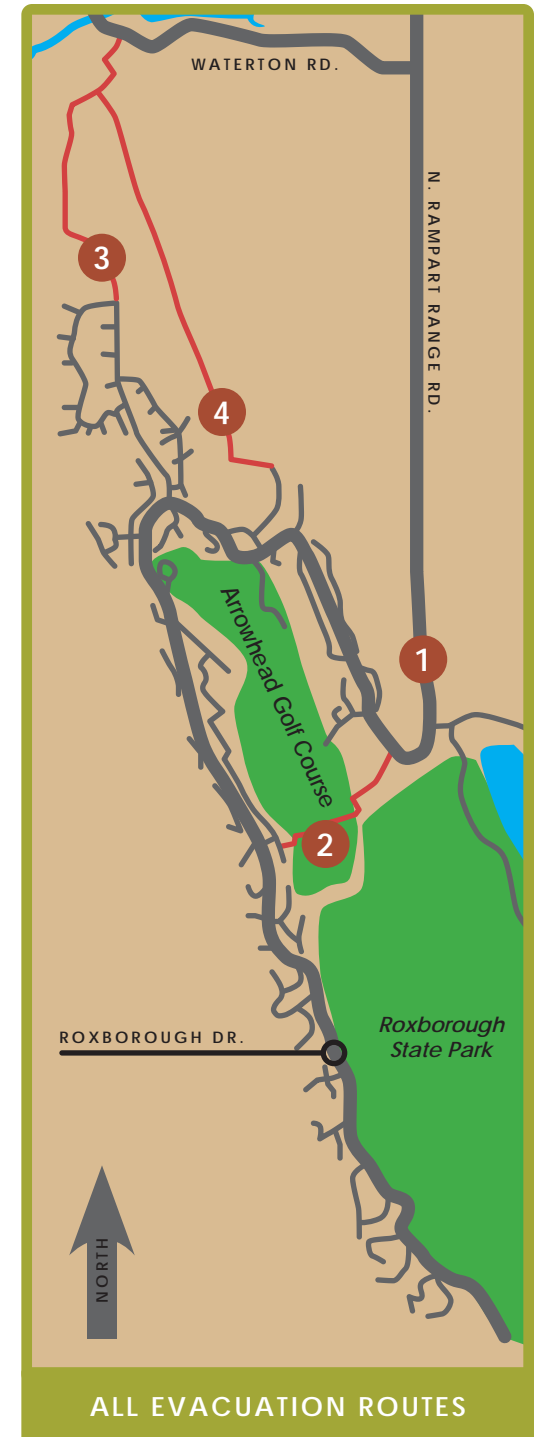 WATERTON RD.
N. RAMPART RANGE RD.
3
4
1
Arrowhead Golf Course
2
Roxborough
State Park
ROXBOROUGH DR.
NORTH
ALL EVACUATION ROUTES